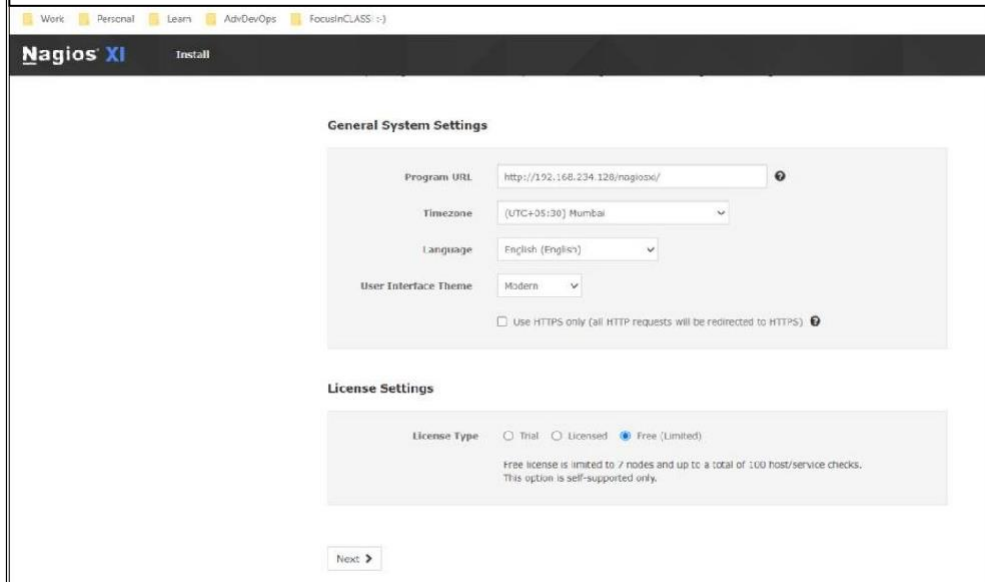 Work Personal Learn AdvDevOps FocusInCLASS :-)
Nagios XI Install
General System Settings
Program URL http://192.168.234.128/nagiosxi/
Timezone (UTC+05:30) Mumbai
Language English (English)
User Interface Theme Modern
Use HTTPS only (all HTTP requests will be redirected to HTTPS)
License Settings
License Type Trial Licensed Free (Limited)
Free license is limited to 7 nodes and up to a total of 100 host/service checks.
This option is self-supported only.
Next